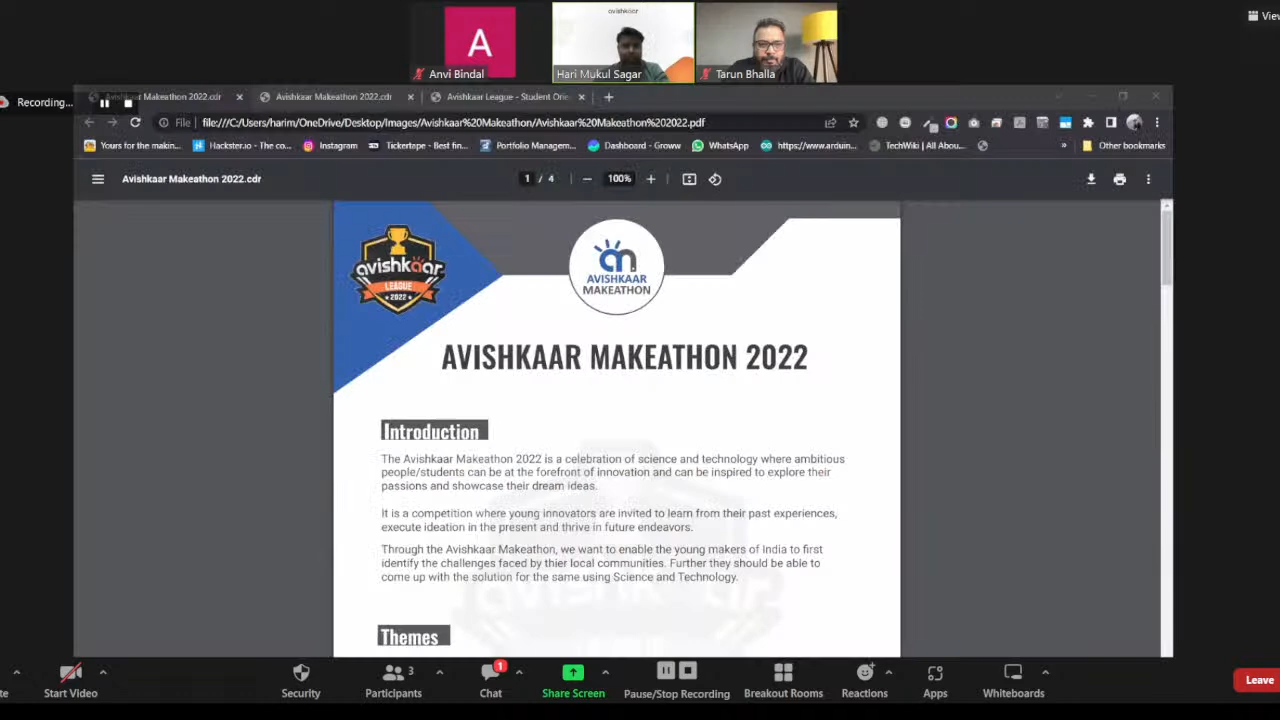 View
avishkaar
A
Anvi Bindal
Hari Mukul Sagar
Tarun Bhalla
Recording...
Avishkaar Makeathon 2022.cdr
Avishkaar Makeathon 2022.cdr
Avishkaar League - Student One
File
file:///C:/Users/harim/OneDrive/Desktop/Images/Avishkaar%20Makeathon/Avishkaar%20Makeathon%202022.pdf
Yours for the makin...
Hackster.io - The co...
Instagram
Tickertape - Best fin...
Portfolio Managem...
Dashboard - Groww
WhatsApp
https://www.arduin...
TechWiki | All Abou...
»
Other bookmarks
Avishkaar Makeathon 2022.cdr
1 / 4
100%
avishkaar
LEAGUE
2022
AVISHKAAR
MAKEATHON
AVISHKAAR MAKEATHON 2022
Introduction
The Avishkaar Makeathon 2022 is a celebration of science and technology where ambitious
people/students can be at the forefront of innovation and can be inspired to explore their
passions and showcase their dream ideas.
It is a competition where young innovators are invited to learn from their past experiences,
execute ideation in the present and thrive in future endeavors.
Through the Avishkaar Makeathon, we want to enable the young makers of India to first
identify the challenges faced by thier local communities. Further they should be able to
come up with the solution for the same using Science and Technology.
Themes
Start Video
Security
Participants
3
Chat
1
Share Screen
Pause/Stop Recording
Breakout Rooms
Reactions
Apps
Whiteboards
Leave